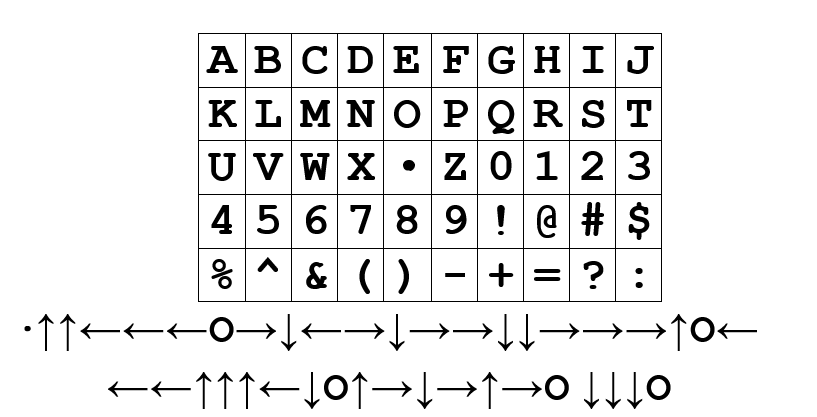 A B C D E F G H I J
K L M N O P Q R S T
U V W X • Z 0 1 2 3
4 5 6 7 8 9 ! @ # $
% ^ & ( ) - + = ? :
·↑↑←←←O→↓←→↓→→↓↓→→→↑O←
←←↑↑↑←↓O↑→↓→↑→O ↓↓↓O